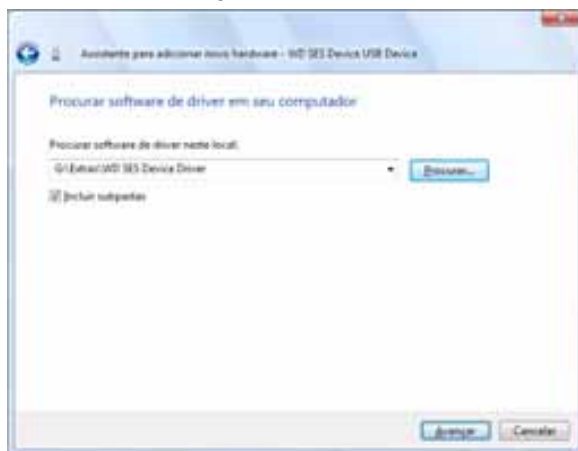 Assistente para adicionar novo hardware - WD SES Device USB Device
Procurar software de driver em seu computador
Procurar software de driver neste local:
G:\Extras\WD SES Device Driver
Procurar...
Incluir subpastas
Avançar
Cancelar